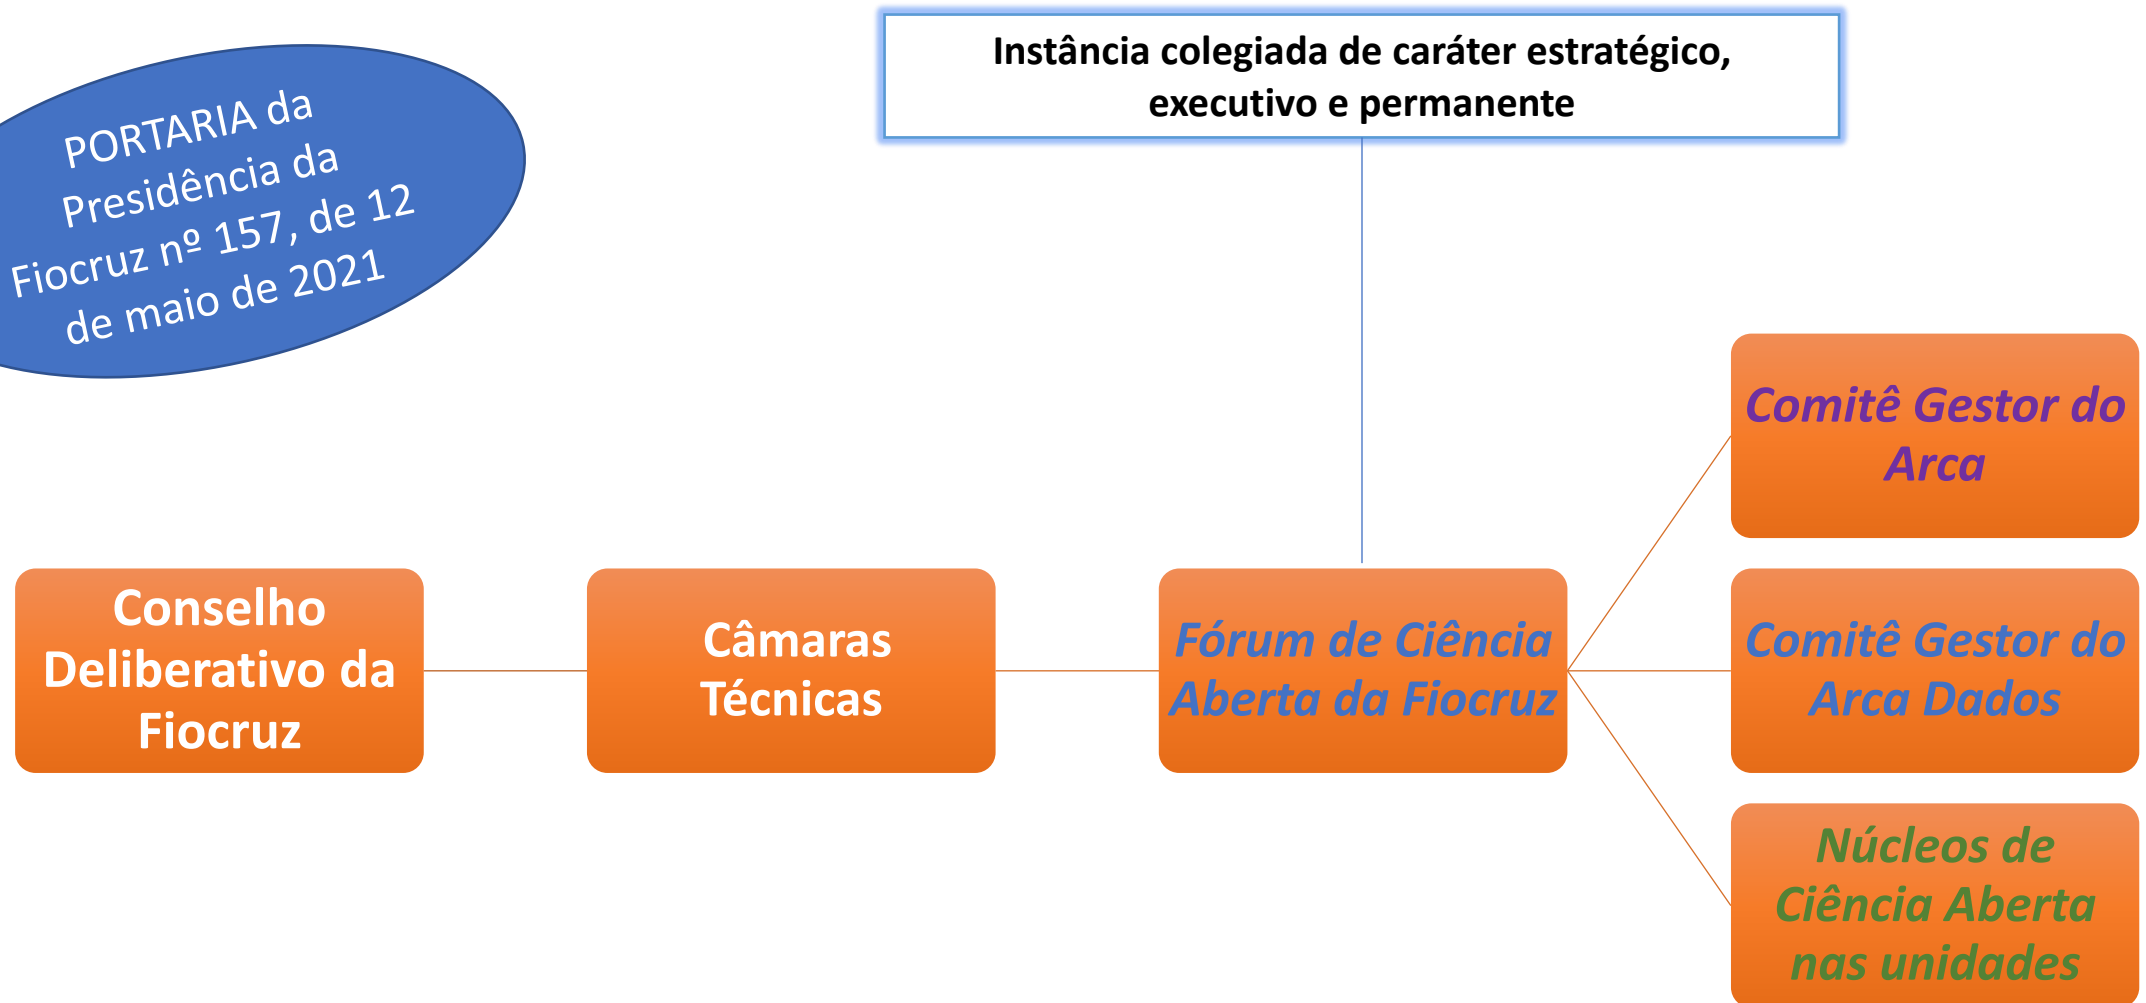 Instância colegiada de caráter estratégico,
executivo e permanente
PORTARIA da
Presidência da
Fiocruz nº 157, de 12
de maio de 2021
Conselho
Deliberativo da
Fiocruz
Câmaras
Técnicas
Fórum de Ciência
Aberta da Fiocruz
Comitê Gestor do
Arca
Comitê Gestor do
Arca Dados
Núcleos de
Ciência Aberta
nas unidades